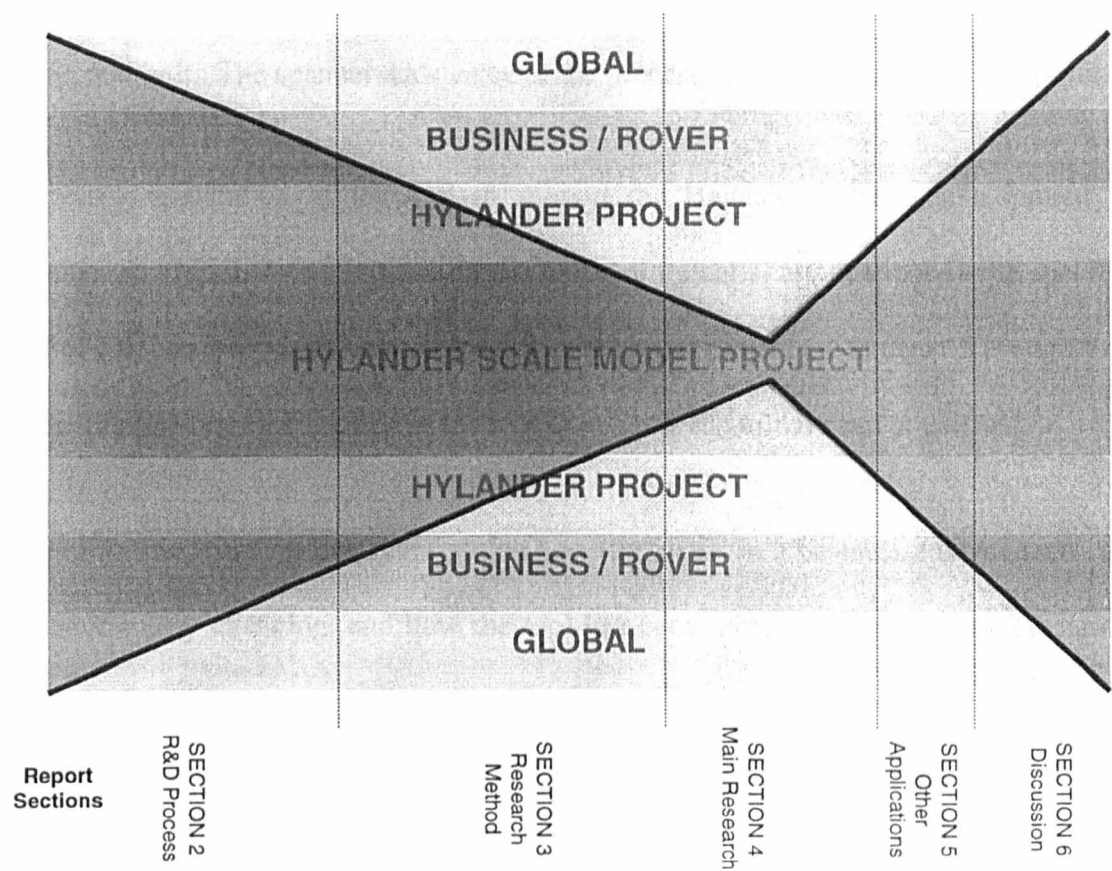 GLOBAL
BUSINESS / ROVER
HYLANDER PROJECT
HYLANDER SCALE MODEL PROJECT
HYLANDER PROJECT
BUSINESS / ROVER
GLOBAL
Report
Sections
SECTION 2
R&D Process
SECTION 3
Research
Method
SECTION 4
Main Research
SECTION 5
Other
Applications
SECTION 6
Discussion